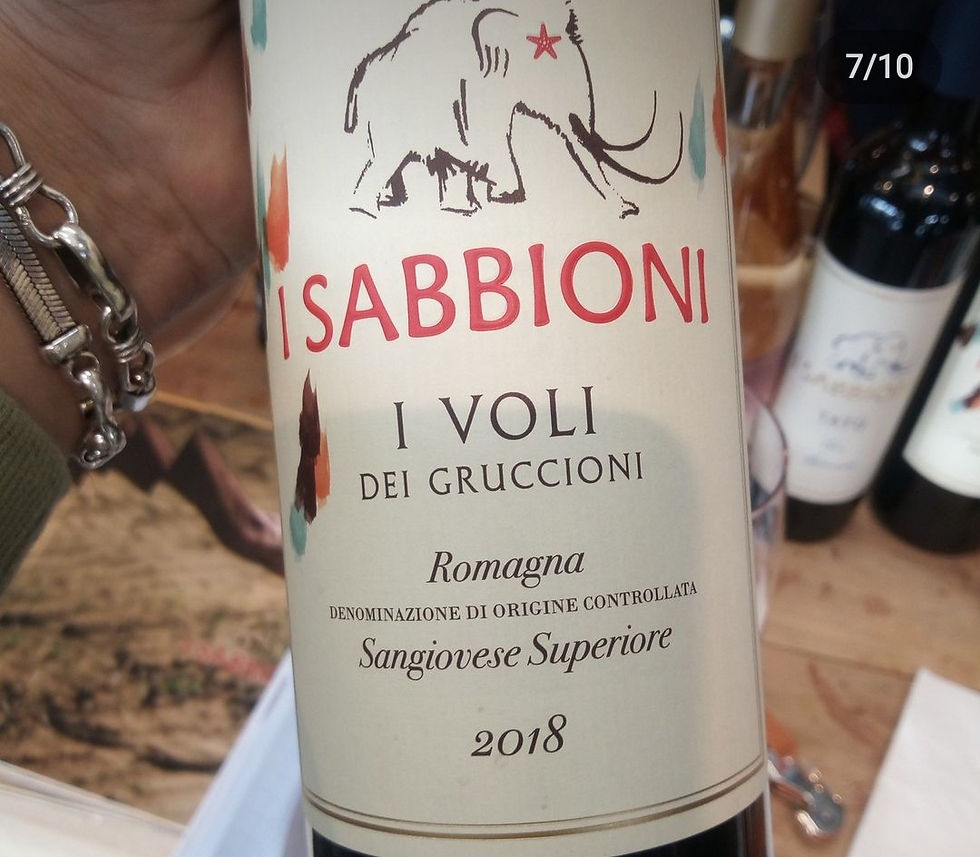 7/10
I SABBIONI
I VOLI
DEI GRUCCIONI
Romagna
DENOMINAZIONE DI ORIGINE CONTROLLATA
Sangiovese Superiore
2018